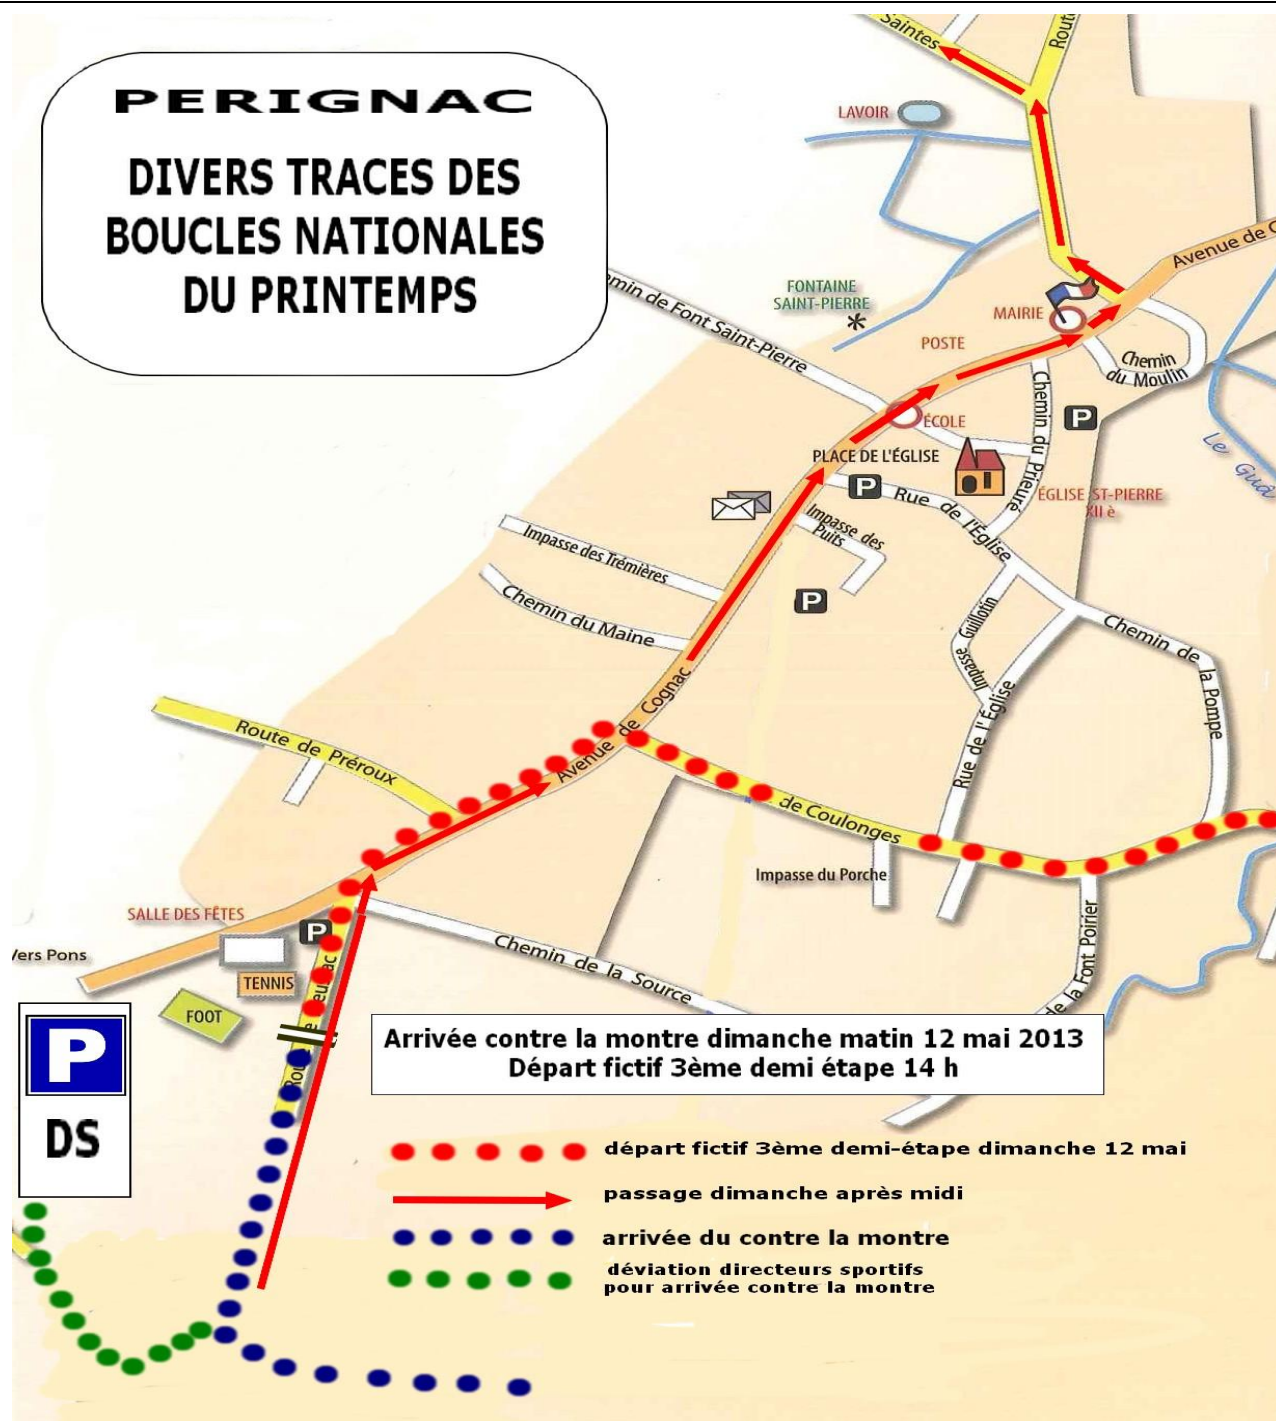 PERIGNAC
DIVERS TRACES DES
BOUCLES NATIONALES
DU PRINTEMPS
Saintes
Route
LAVOIR
Avenue de C
FONTAINE
SAINT-PIERRE
MAIRIE
POSTE
Chemin
du Moulin
emin de Font Saint-Pierre
Chemin du Prieuré
P
ÉCOLE
PLACE DE L'ÉGLISE
P
Rue de l'Église
ÉGLISE ST-PIERRE
XII è
Le Guâ
Impasse des
Puits
Impasse des Trémières
Chemin du Maine
P
Impasse Guillotin
Chemin de la Pompe
Rue de l'Église
Avenue de Cognac
Route de Préroux
de Coulonges
Impasse du Porche
SALLE DES FÊTES
P
Vers Pons
TENNIS
FOOT
Chemin de la Source
de la Font Poirier
P
DS
Arrivée contre la montre dimanche matin 12 mai 2013
Départ fictif 3ème demi étape 14 h
départ fictif 3ème demi-étape dimanche 12 mai
passage dimanche après midi
arrivée du contre la montre
déviation directeurs sportifs
pour arrivée contre la montre